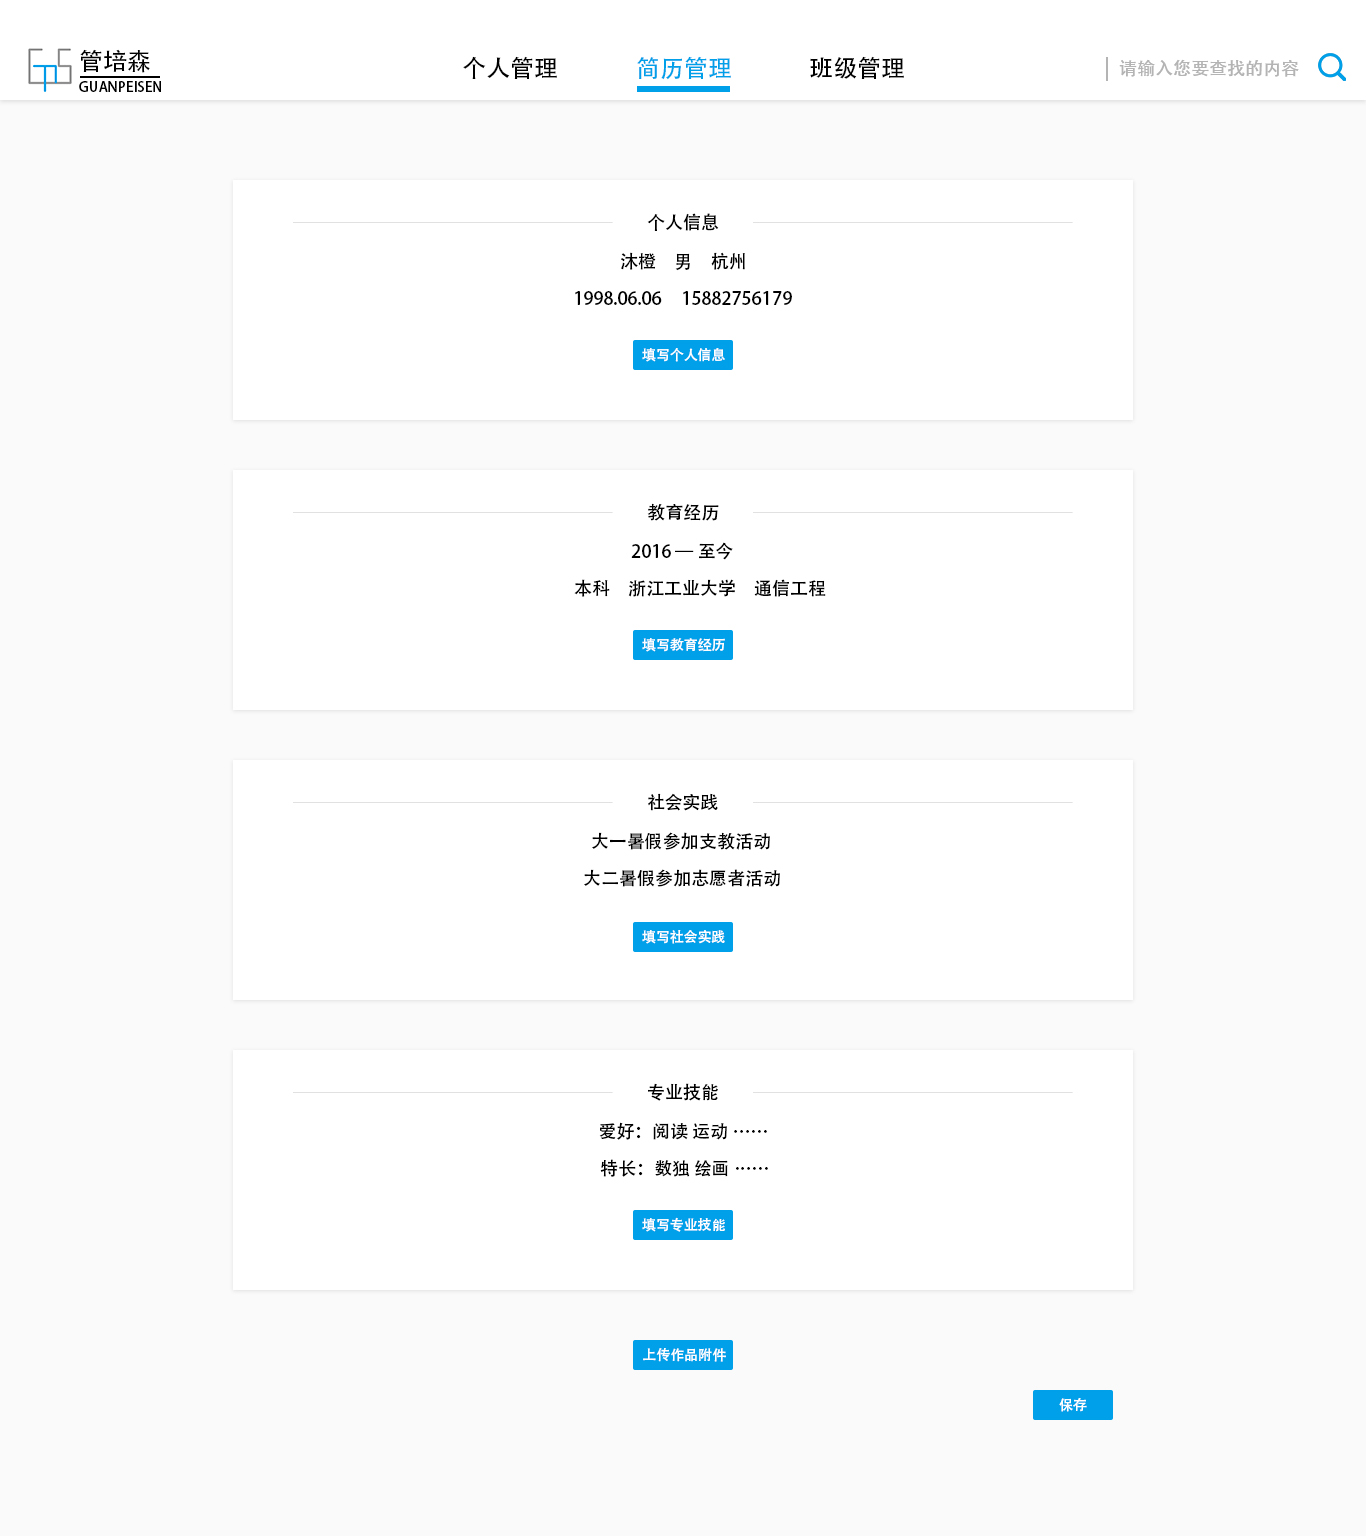 管培森
GUANPEISEN
个人管理 简历管理 班级管理
请输入您要查找的内容
个人信息
沐橙 男 杭州
1998.06.06 15882756179
填写个人信息
教育经历
2016 — 至今
本科 浙江工业大学 通信工程
填写教育经历
社会实践
大一暑假参加支教活动
大二暑假参加志愿者活动
填写社会实践
专业技能
爱好：阅读 运动 ······
特长：数独 绘画 ······
填写专业技能
上传作品附件
保存